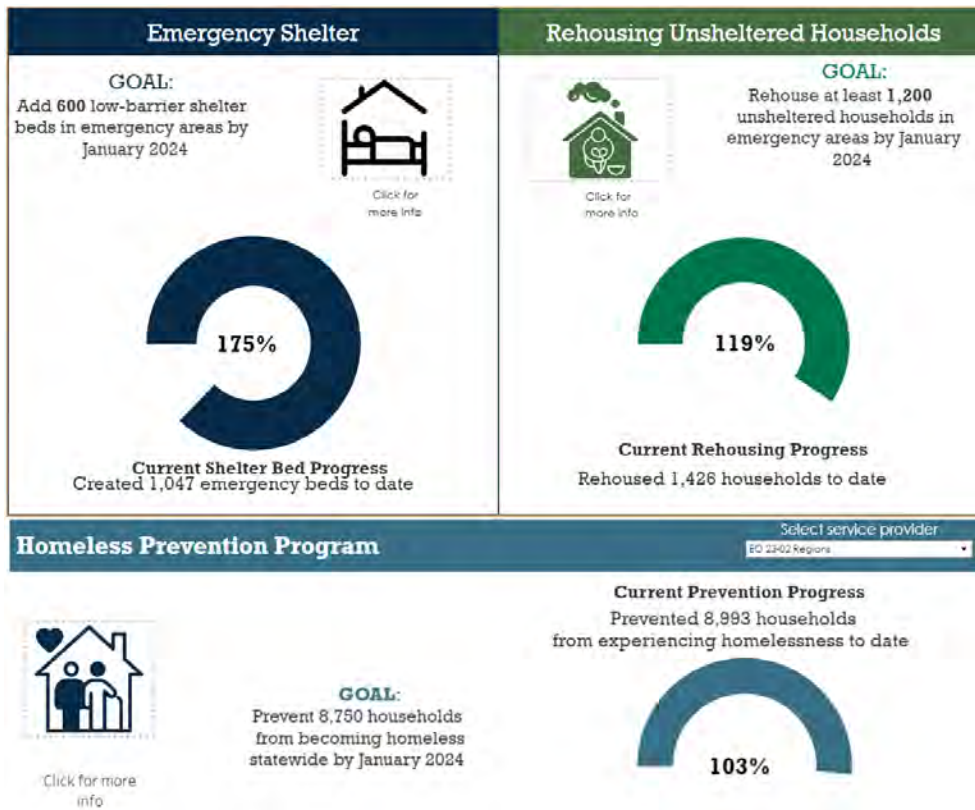 Emergency Shelter
GOAL:
Add 600 low-barrier shelter
beds in emergency areas by
January 2024
Click for
more info
175%
Current Shelter Bed Progress
Created 1,047 emergency beds to date
Rehousing Unsheltered Households
GOAL:
Rehouse at least 1,200
unsheltered households in
emergency areas by January
2024
Click for
more info
119%
Current Rehousing Progress
Rehoused 1,426 households to date
Homeless Prevention Program
Select service provider
EO 23-02 Regions
Click for more
info
GOAL:
Prevent 8,750 households
from becoming homeless
statewide by January 2024
Current Prevention Progress
Prevented 8,993 households
from experiencing homelessness to date
103%